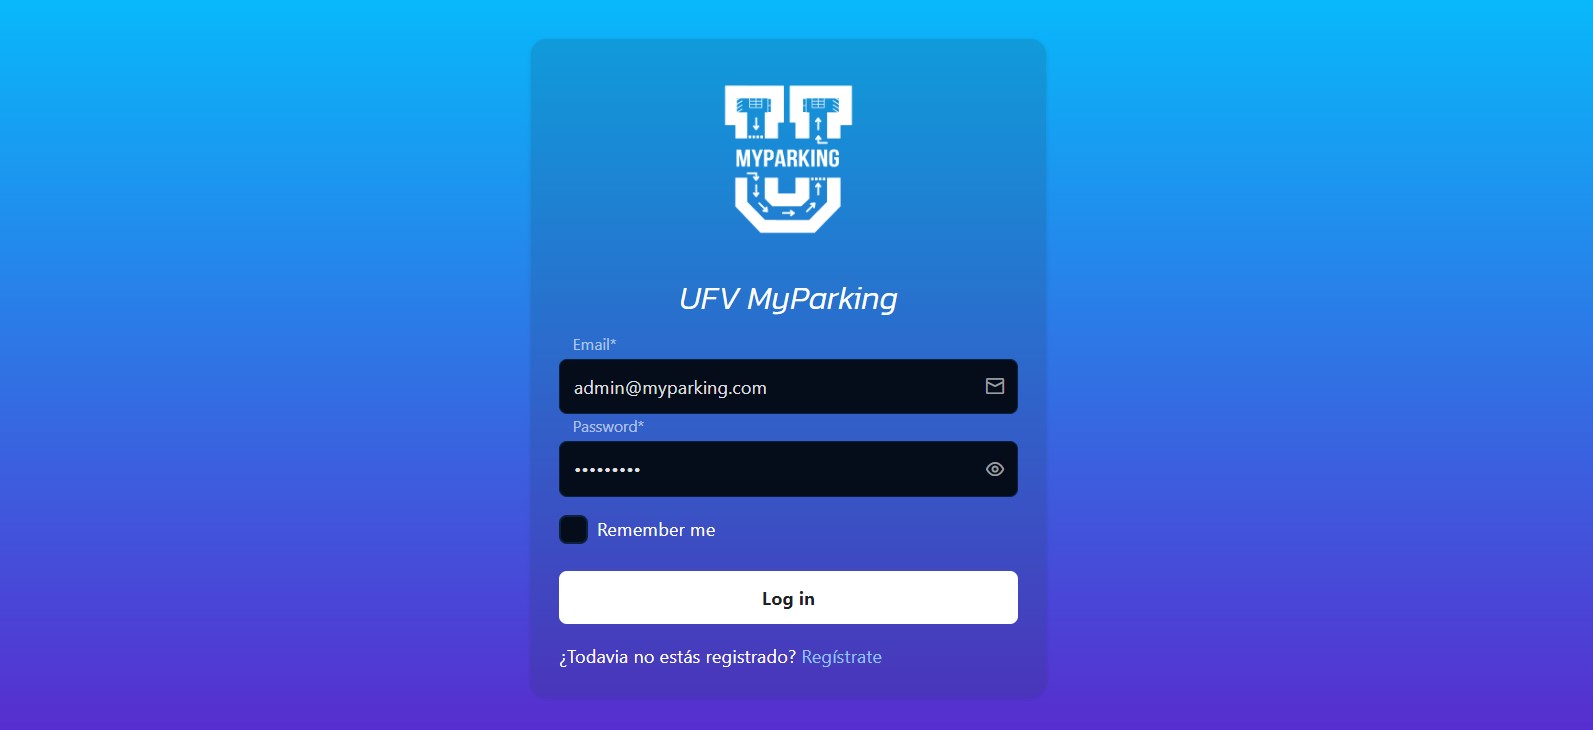 MYPARKING
UFV MyParking
Email*
admin@myparking.com
Password*
•••••••••
Remember me
Log in
¿Todavia no estás registrado? Regístrate